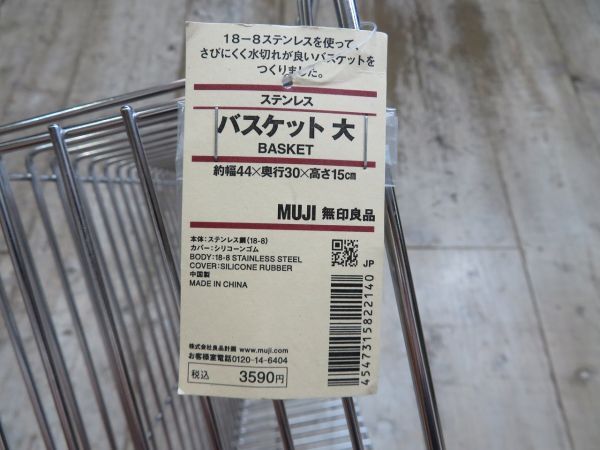 18−8ステンレスを使って、
さびにくく水切れが良いバスケットを
つくりました。
ステンレス
バスケット 大
BASKET
約幅44×奥行30×高さ15cm
MUJI 無印良品
本体：ステンレス鋼(18-8)
カバー：シリコーンゴム
BODY:18-8 STAINLESS STEEL
COVER:SILICONE RUBBER
中国製
MADE IN CHINA
JP
4547315822140
株式会社良品計画 www.muji.com
お客様室電話0120-14-6404
税込 3590円